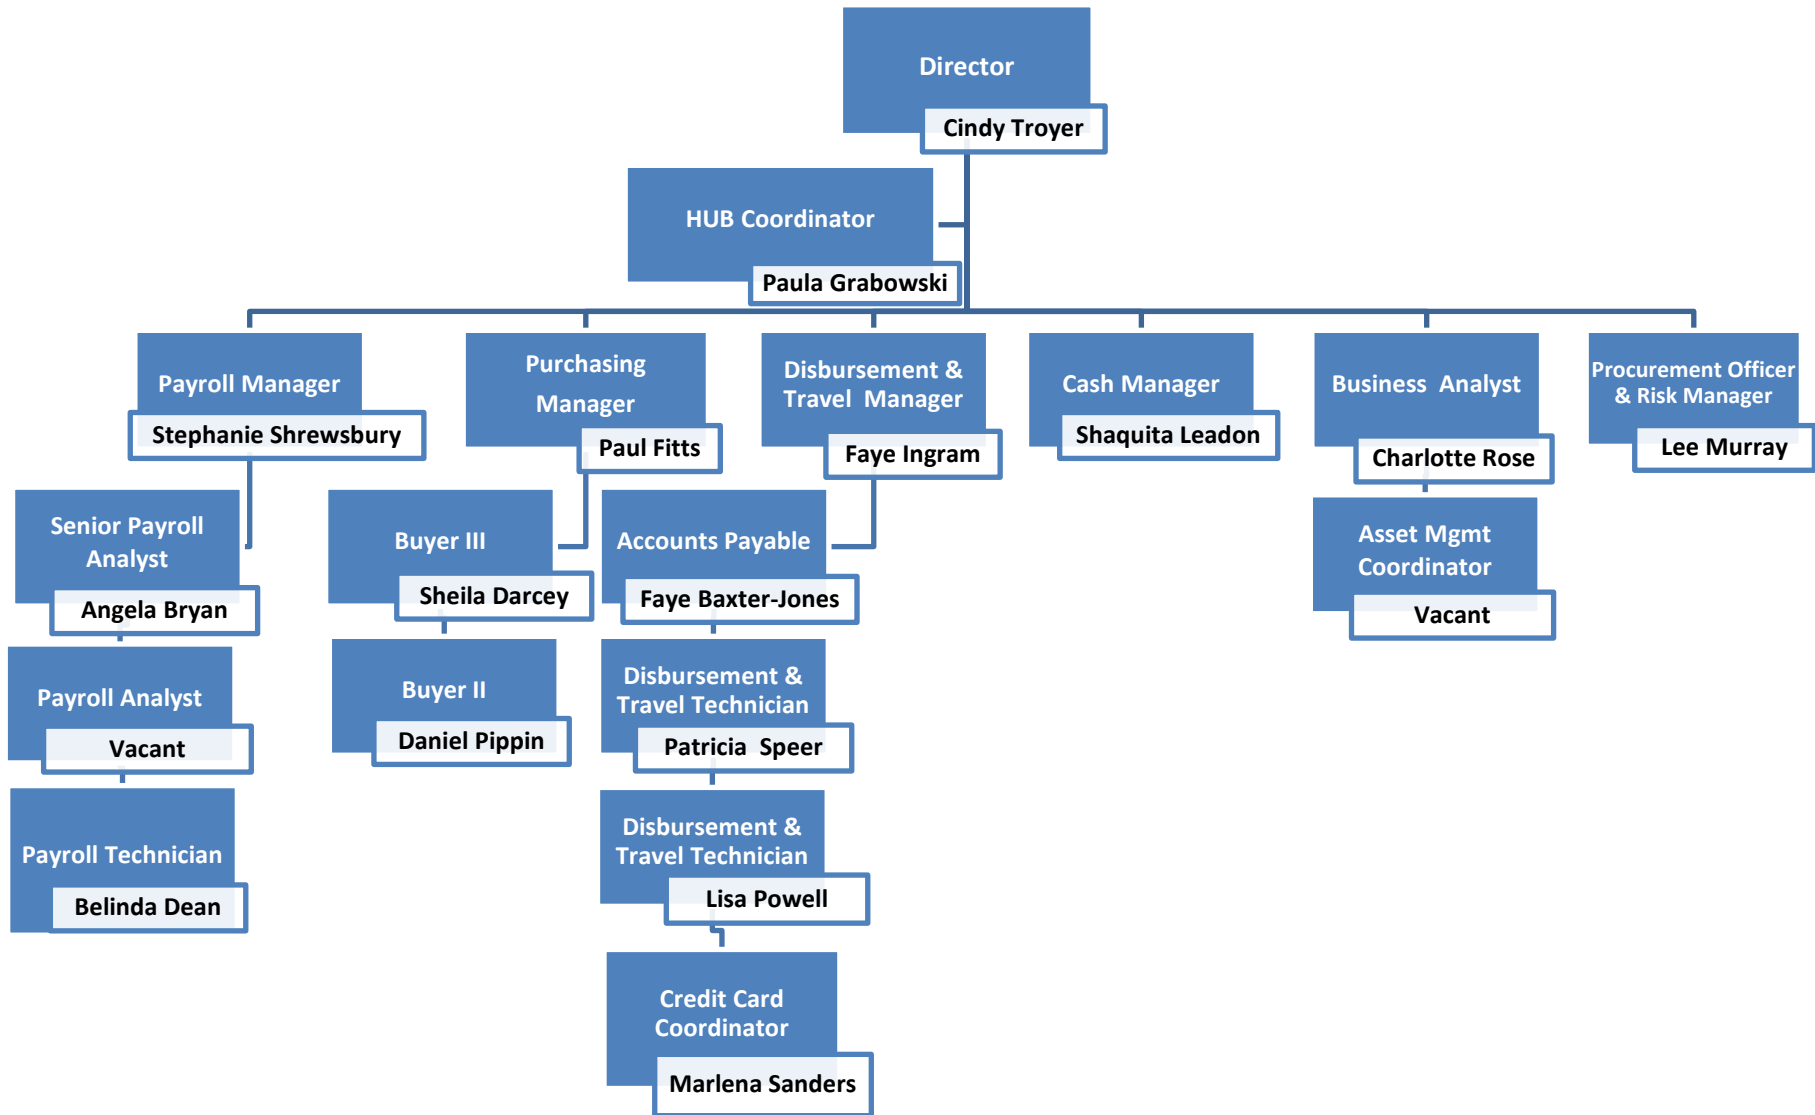 Director
Cindy Troyer
HUB Coordinator
Paula Grabowski
Payroll Manager
Stephanie Shrewsbury
Purchasing
Manager
Paul Fitts
Disbursement &
Travel  Manager
Faye Ingram
Cash Manager
Shaquita Leadon
Business  Analyst
Charlotte Rose
Procurement Officer
& Risk Manager
Lee Murray
Senior Payroll
Analyst
Angela Bryan
Buyer III
Sheila Darcey
Accounts Payable
Faye Baxter-Jones
Asset Mgmt
Coordinator
Vacant
Payroll Analyst
Vacant
Buyer II
Daniel Pippin
Disbursement &
Travel Technician
Patricia  Speer
Payroll Technician
Belinda Dean
Disbursement &
Travel Technician
Lisa Powell
Credit Card
Coordinator
Marlena Sanders